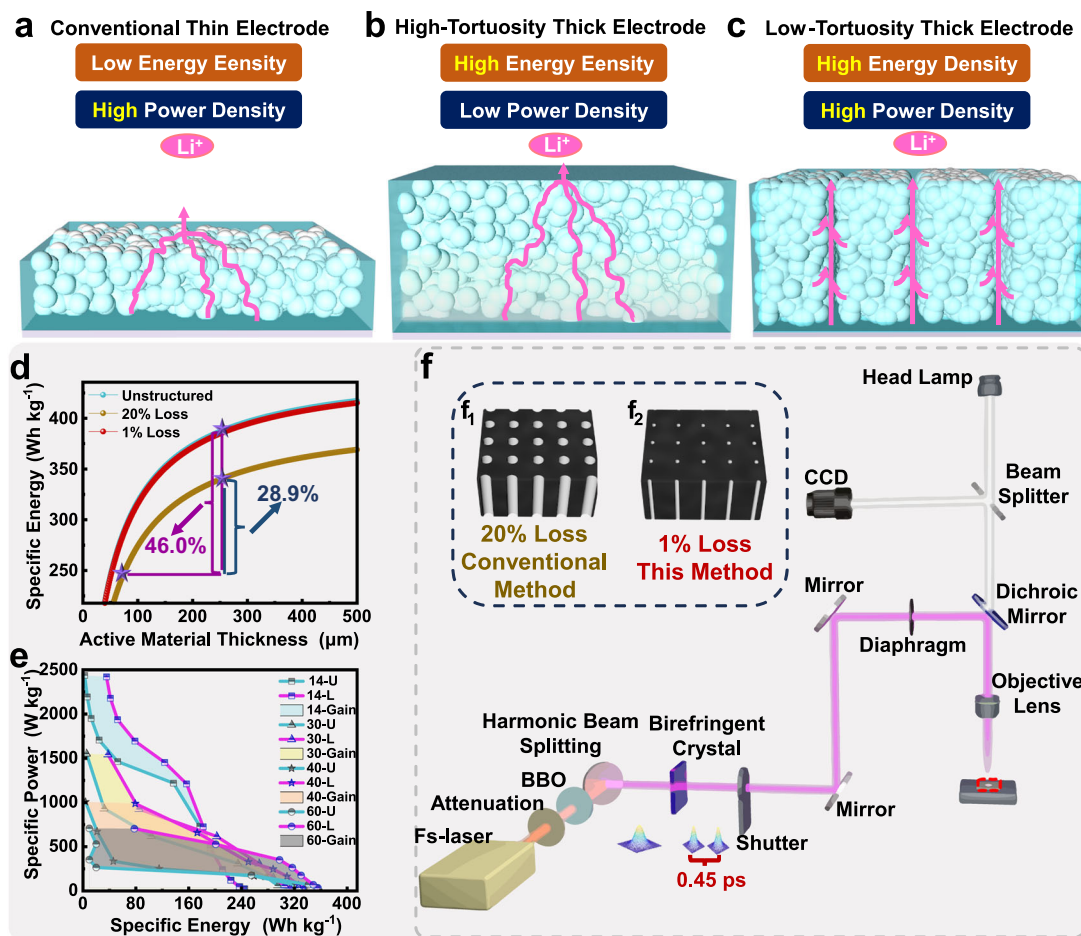 a
Conventional Thin Electrode
Low Energy Eensity
High Power Density
Li⁺
b
High-Tortuosity Thick Electrode
High Energy Eensity
Low Power Density
Li⁺
c
Low-Tortuosity Thick Electrode
High Energy Density
High Power Density
Li⁺
d
Specific Energy (Wh kg⁻¹)
400
350
300
250
Unstructured
20% Loss
1% Loss
46.0%
28.9%
0 100 200 300 400 500
Active Material Thickness (μm)
e
Specific Power (W kg⁻¹)
2500
2000
1500
1000
500
0
14-U
14-L
14-Gain
30-U
30-L
30-Gain
40-U
40-L
40-Gain
60-U
60-L
60-Gain
0 80 160 240 320 400
Specific Energy (Wh kg⁻¹)
f
f₁
20% Loss
Conventional
Method
f₂
1% Loss
This Method
Head Lamp
CCD
Beam
Splitter
Mirror
Dichroic
Mirror
Diaphragm
Objective
Lens
Harmonic Beam
Splitting
Birefringent
Crystal
BBO
Attenuation
Fs-laser
Shutter
Mirror
0.45 ps